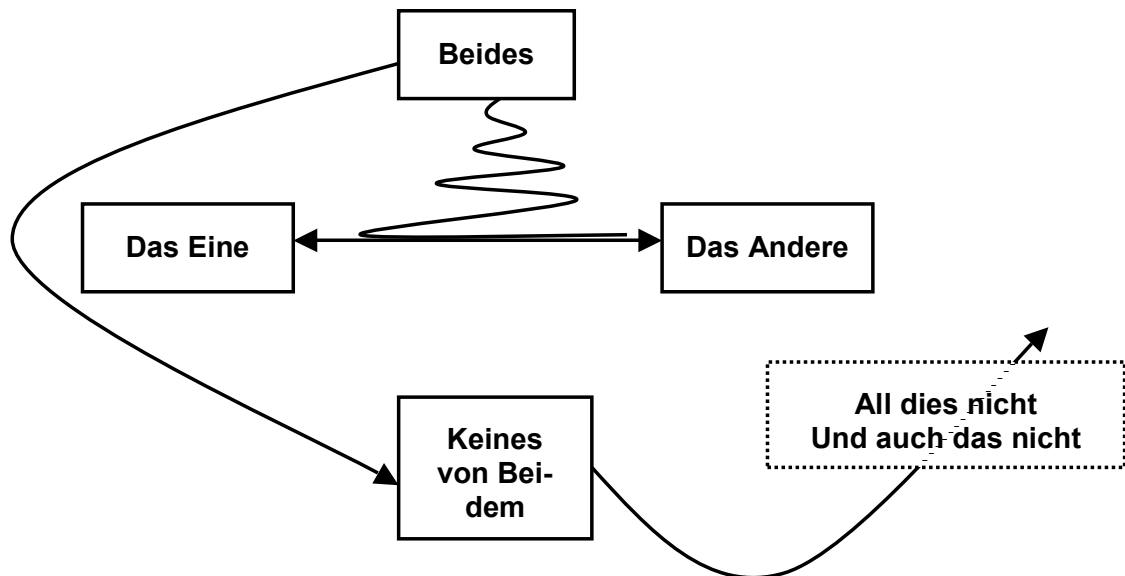 Beides
Das Eine
Das Andere
Keines
von Bei-
dem
All dies nicht
Und auch das nicht